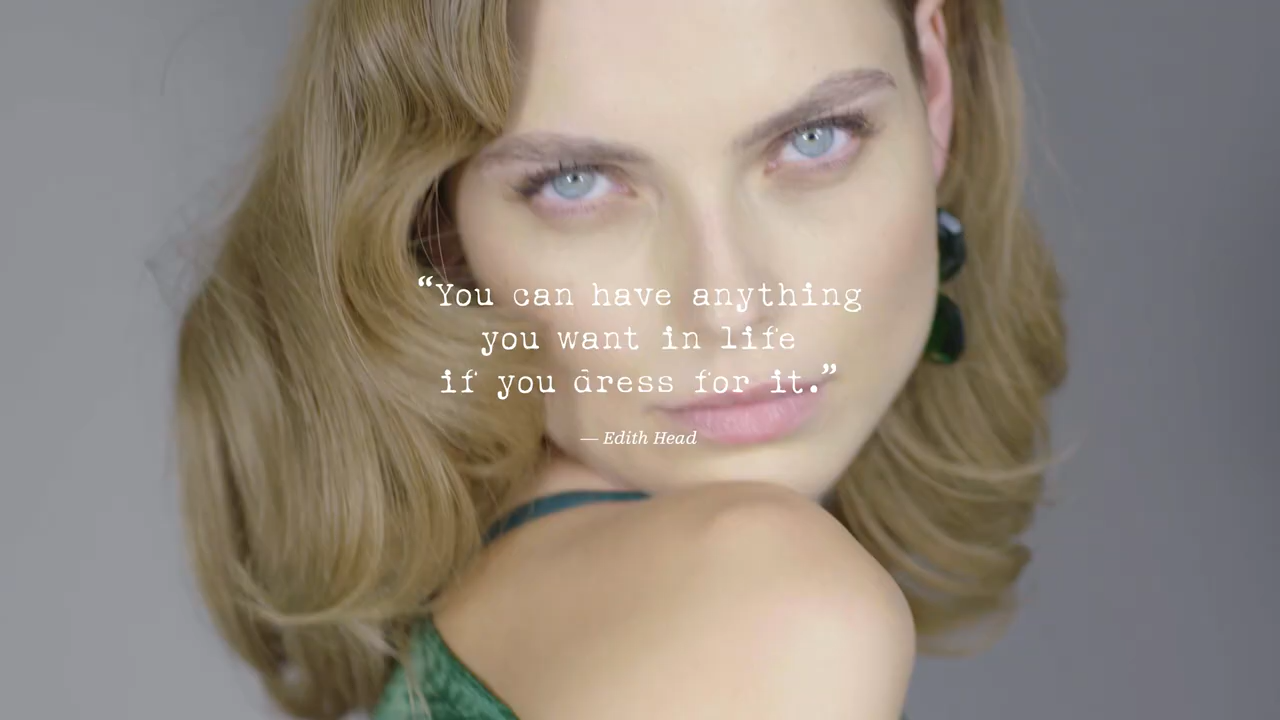 “You can have anything
you want in life
if you dress for it.”
— Edith Head